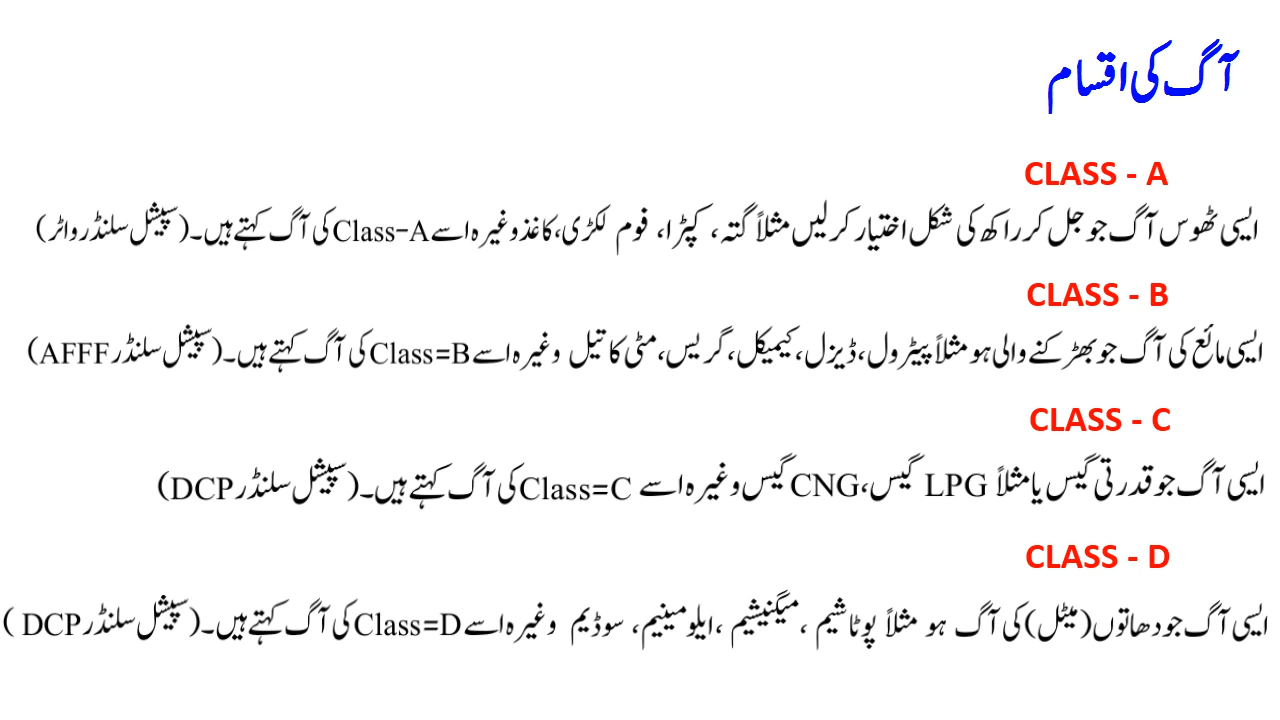 آگ کی اقسام
CLASS - A
ایسی ٹھوس آگ جو جل کر راکھ کی شکل اختیار کر لیں مثلاً گتہ، کپڑا، فوم لکڑی، کاغذ وغیرہ اسے Class-A کی آگ کہتے ہیں۔ (سپیشل سلنڈر واٹر)
CLASS - B
ایسی مائع کی آگ جو بھڑکنے والی ہو مثلاً پیٹرول، ڈیزل، کیمیکل، گریس، مٹی کا تیل وغیرہ اسے Class=B کی آگ کہتے ہیں۔ (سپیشل سلنڈر AFFF)
CLASS - C
ایسی آگ جو قدرتی گیس یا مثلاً LPG گیس، CNG گیس وغیرہ اسے Class=C کی آگ کہتے ہیں۔ (سپیشل سلنڈر DCP)
CLASS - D
ایسی آگ جو دھاتوں (میٹل) کی آگ ہو مثلاً پوٹاشیم ، میگنیشیم ، ایلومینیم، سوڈیم وغیرہ اسے Class=D کی آگ کہتے ہیں۔ (سپیشل سلنڈر DCP )